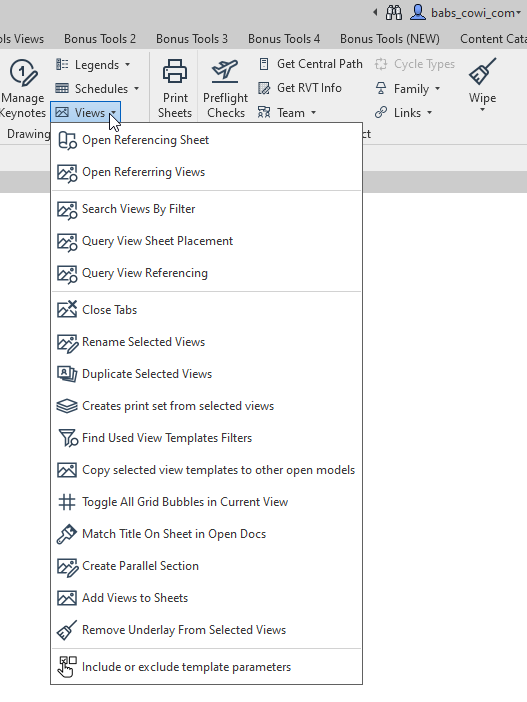 babs_cowi_com
ols Views Bonus Tools 2 Bonus Tools 3 Bonus Tools 4 Bonus Tools (NEW) Content Cata
Legends
Get Central Path
Cycle Types
Manage Keynotes
Schedules
Print Sheets
Preflight Checks
Get RVT Info
Family
Wipe
Views
Team
Links
Drawing
ct
Open Referencing Sheet
Open Refererring Views
Search Views By Filter
Query View Sheet Placement
Query View Referencing
Close Tabs
Rename Selected Views
Duplicate Selected Views
Creates print set from selected views
Find Used View Templates Filters
Copy selected view templates to other open models
Toggle All Grid Bubbles in Current View
Match Title On Sheet in Open Docs
Create Parallel Section
Add Views to Sheets
Remove Underlay From Selected Views
Include or exclude template parameters